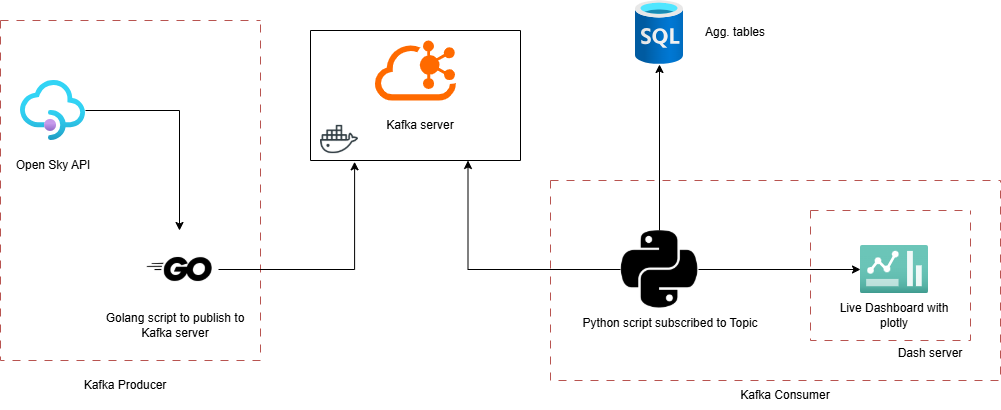 SQL
Agg. tables
Kafka server
Open Sky API
GO
Golang script to publish to
Kafka server
Python script subscribed to Topic
Live Dashboard with
plotly
Dash server
Kafka Producer
Kafka Consumer